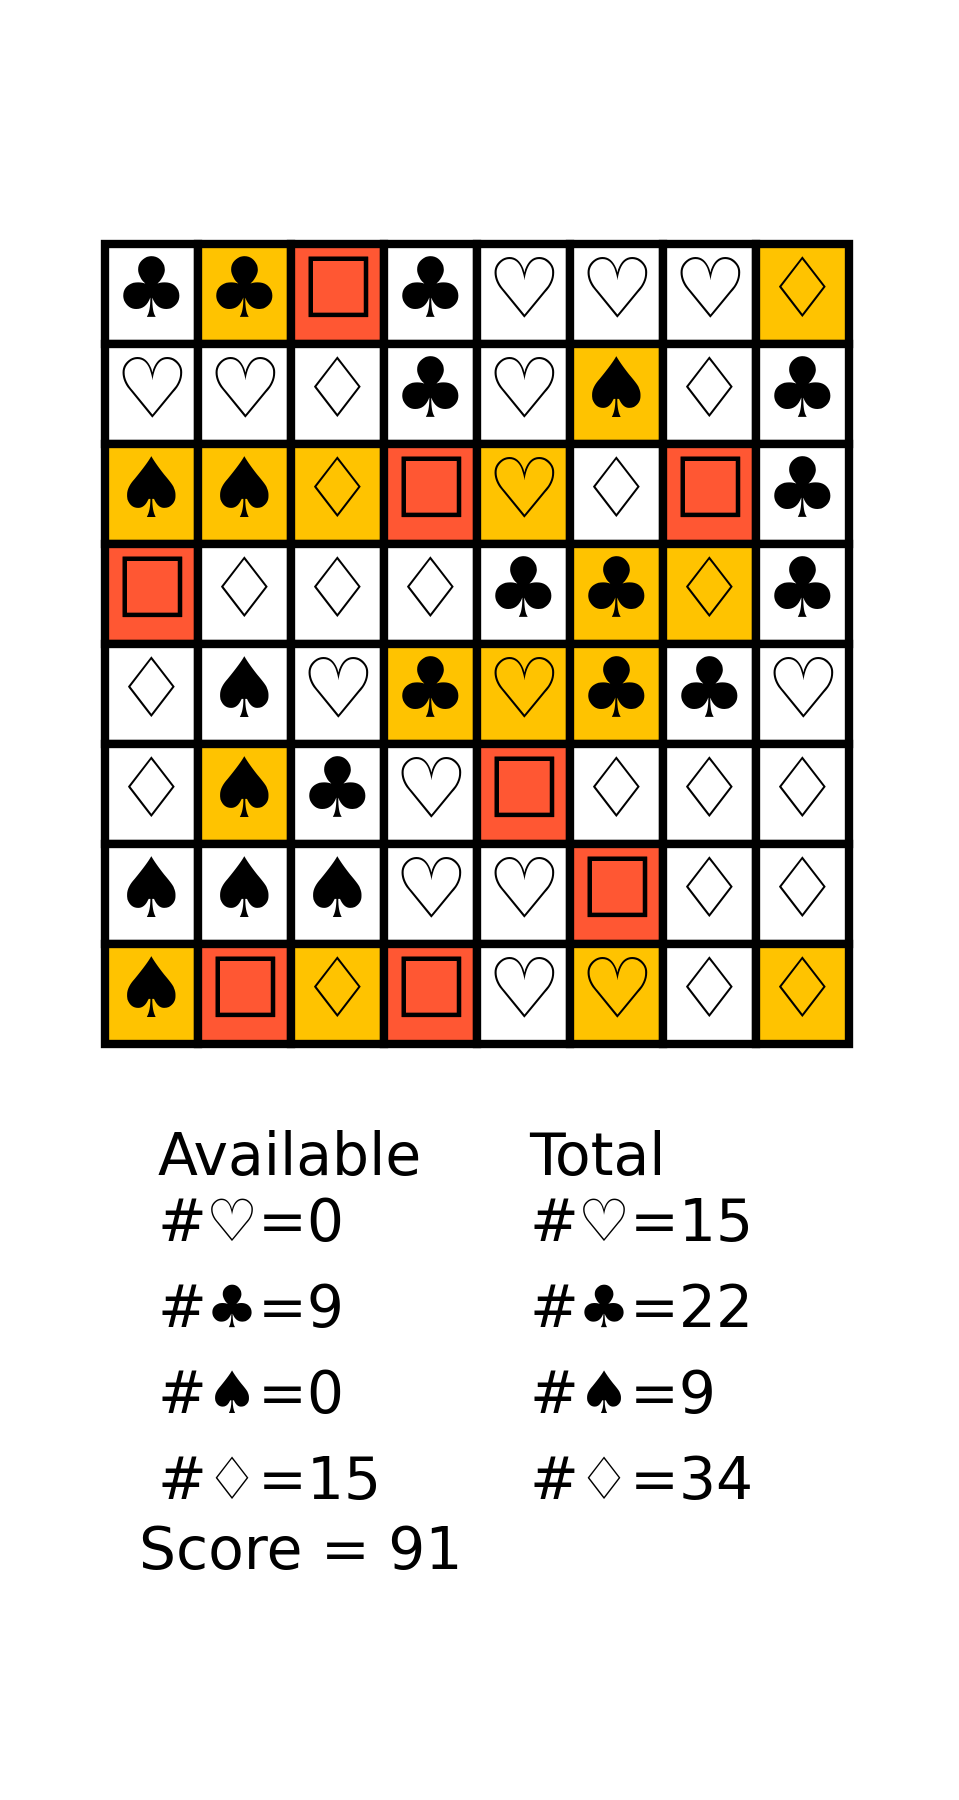 ♣ ♣ □ ♣ ♡ ♡ ♡ ♢
♡ ♡ ♢ ♣ ♡ ♠ ♢ ♣
♠ ♠ ♢ □ ♡ ♢ □ ♣
□ ♢ ♢ ♢ ♣ ♣ ♢ ♣
♢ ♠ ♡ ♣ ♡ ♣ ♣ ♡
♢ ♠ ♣ ♡ □ ♢ ♢ ♢
♠ ♠ ♠ ♡ ♡ □ ♢ ♢
♠ □ ♢ □ ♡ ♡ ♢ ♢
Available Total
#♡=0 #♡=15
#♣=9 #♣=22
#♠=0 #♠=9
#♢=15 #♢=34
Score = 91